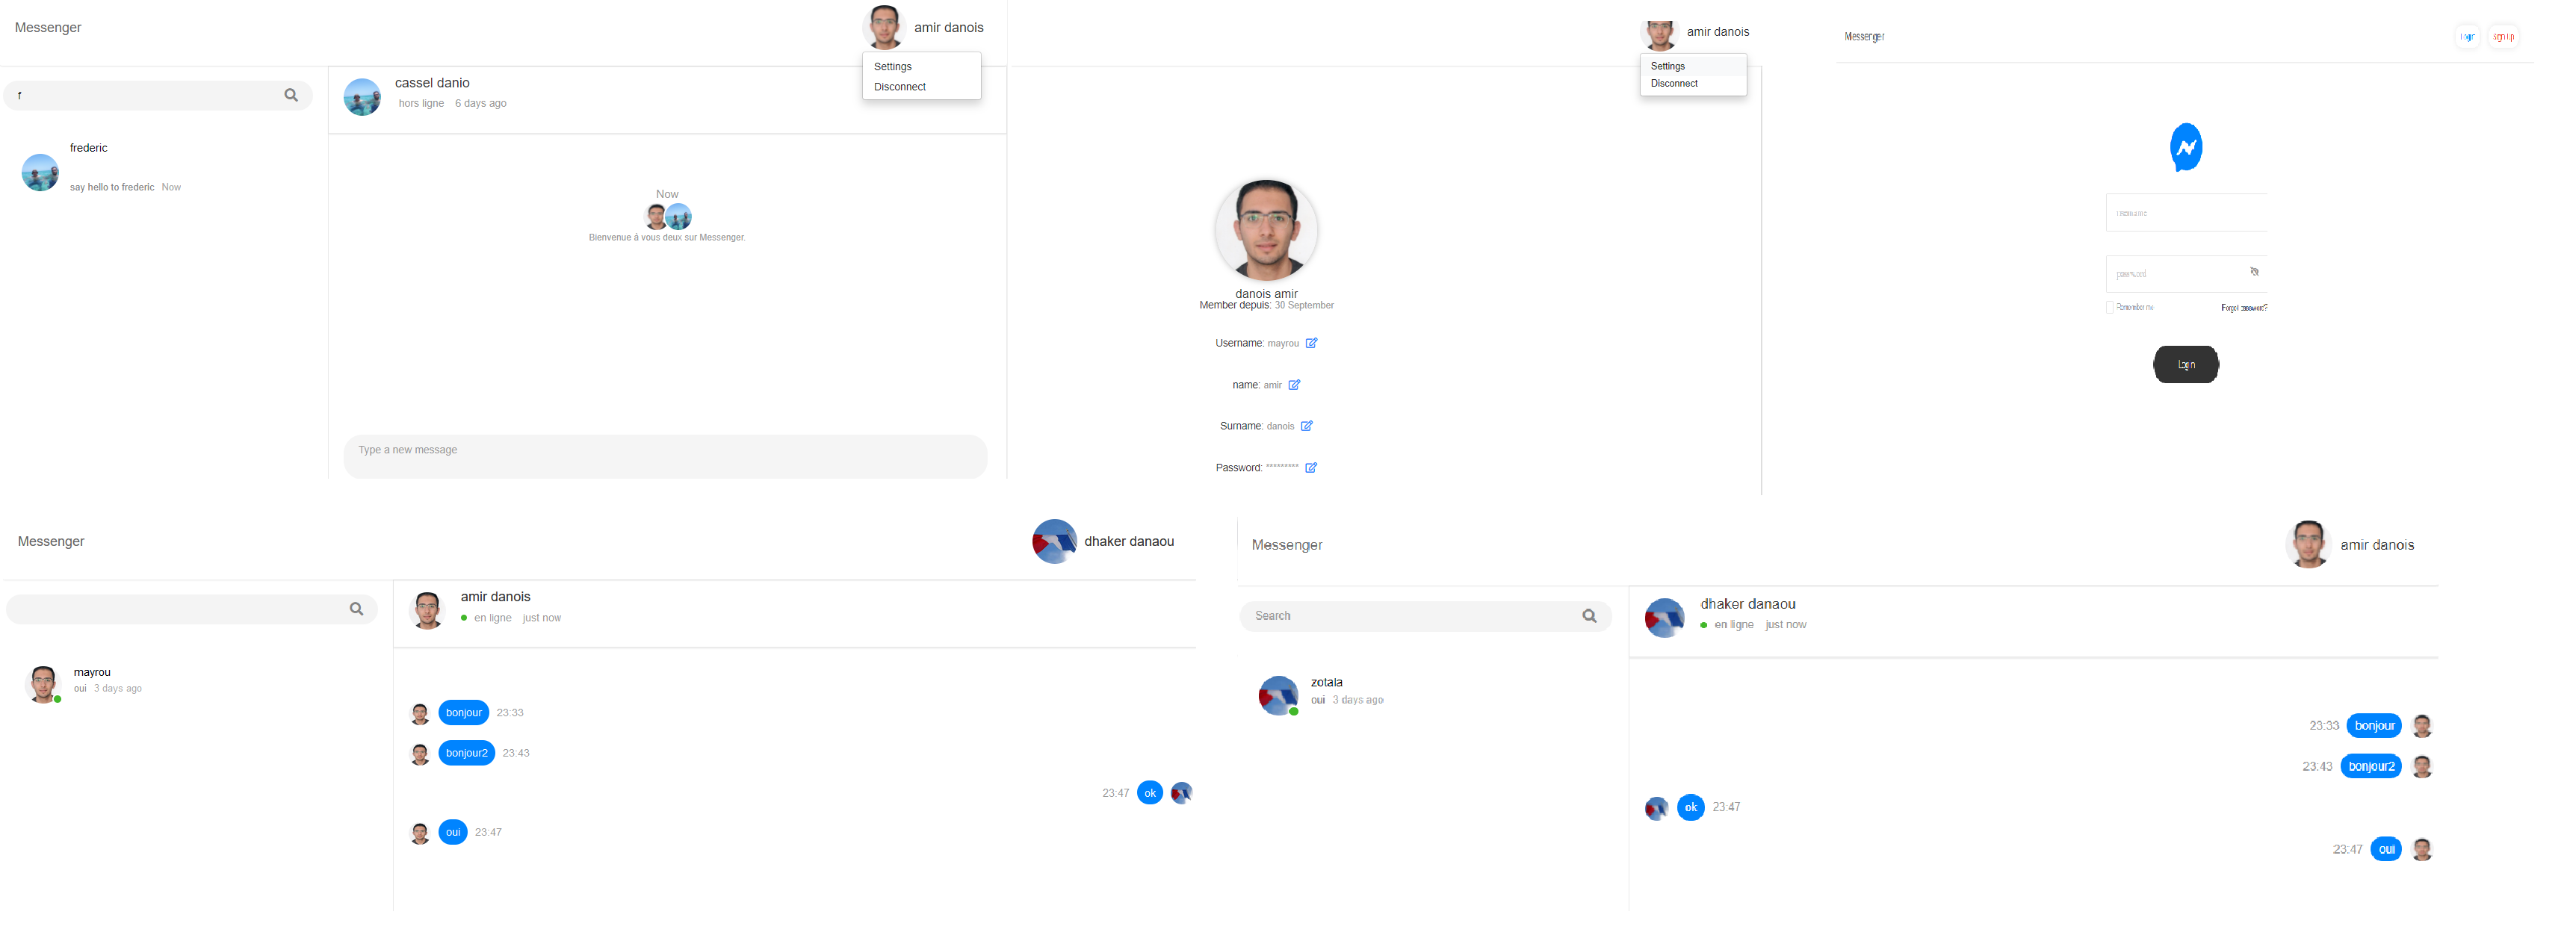 Messenger
amir danois
Settings
Disconnect
f
frederic
say hello to frederic Now
cassel danio
hors ligne 6 days ago
Now
Bienvenue à vous deux sur Messenger.
Type a new message
amir danois
Settings
Disconnect
danois amir
Member depuis: 30 September
Username: mayrou
name: amir
Surname: danois
Password: *********
Messenger
Login
Sign up
username
password
Remember me
Forgot password?
Login
Messenger
dhaker danaou
mayrou
oui 3 days ago
amir danois
en ligne just now
bonjour 23:33
bonjour2 23:43
23:47 ok
oui 23:47
Messenger
amir danois
Search
zotala
oui 3 days ago
dhaker danaou
en ligne just now
23:33 bonjour
23:43 bonjour2
ok 23:47
23:47 oui